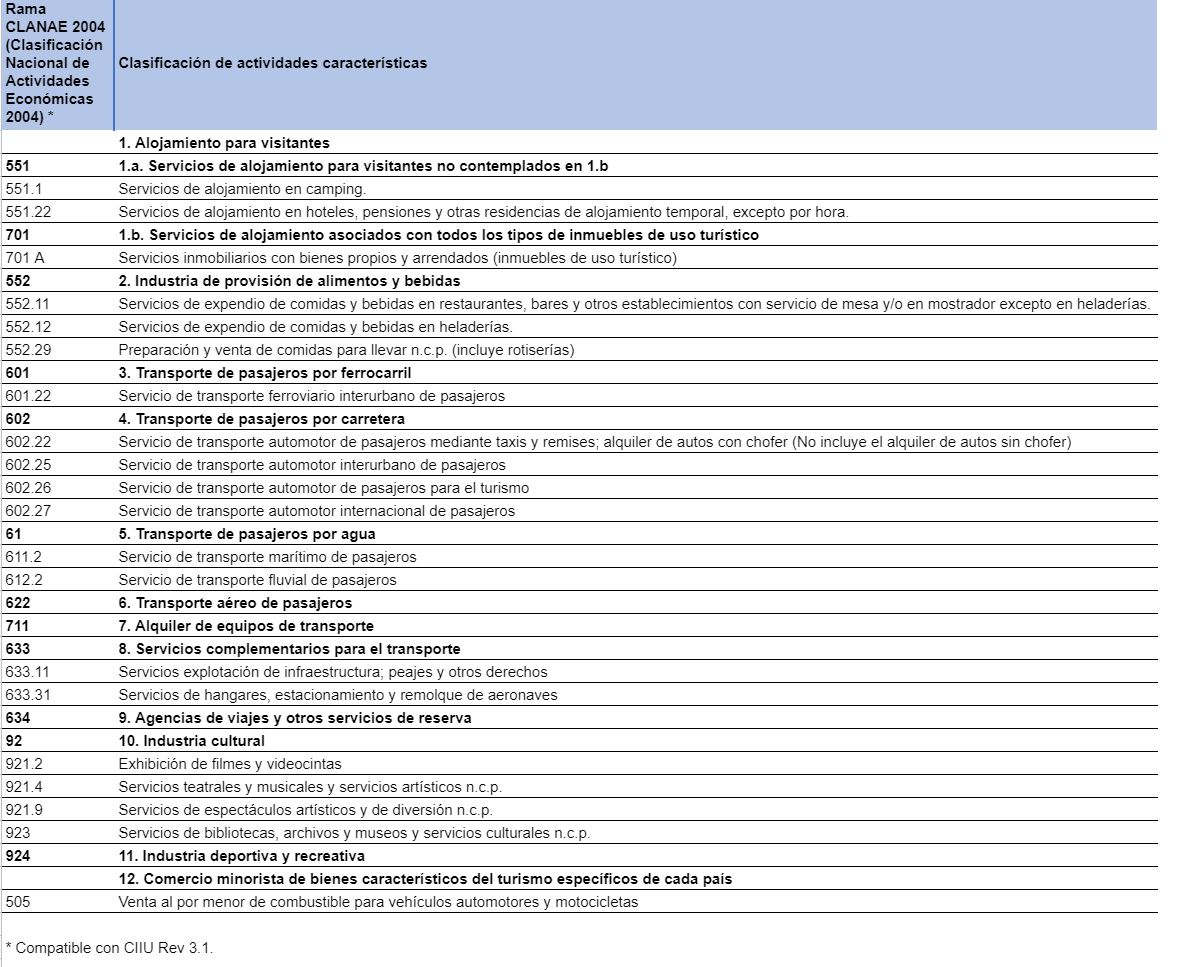 Rama
CLANAE 2004
(Clasificación
Nacional de
Actividades
Económicas
2004) *
Clasificación de actividades características
1. Alojamiento para visitantes
551 1.a. Servicios de alojamiento para visitantes no contemplados en 1.b
551.1 Servicios de alojamiento en camping.
551.22 Servicios de alojamiento en hoteles, pensiones y otras residencias de alojamiento temporal, excepto por hora.
701 1.b. Servicios de alojamiento asociados con todos los tipos de inmuebles de uso turístico
701 A Servicios inmobiliarios con bienes propios y arrendados (inmuebles de uso turístico)
552 2. Industria de provisión de alimentos y bebidas
552.11 Servicios de expendio de comidas y bebidas en restaurantes, bares y otros establecimientos con servicio de mesa y/o en mostrador excepto en heladerías.
552.12 Servicios de expendio de comidas y bebidas en heladerías.
552.29 Preparación y venta de comidas para llevar n.c.p. (incluye rotiserías)
601 3. Transporte de pasajeros por ferrocarril
601.22 Servicio de transporte ferroviario interurbano de pasajeros
602 4. Transporte de pasajeros por carretera
602.22 Servicio de transporte automotor de pasajeros mediante taxis y remises; alquiler de autos con chofer (No incluye el alquiler de autos sin chofer)
602.25 Servicio de transporte automotor interurbano de pasajeros
602.26 Servicio de transporte automotor de pasajeros para el turismo
602.27 Servicio de transporte automotor internacional de pasajeros
61 5. Transporte de pasajeros por agua
611.2 Servicio de transporte marítimo de pasajeros
612.2 Servicio de transporte fluvial de pasajeros
622 6. Transporte aéreo de pasajeros
711 7. Alquiler de equipos de transporte
633 8. Servicios complementarios para el transporte
633.11 Servicios explotación de infraestructura; peajes y otros derechos
633.31 Servicios de hangares, estacionamiento y remolque de aeronaves
634 9. Agencias de viajes y otros servicios de reserva
92 10. Industria cultural
921.2 Exhibición de filmes y videocintas
921.4 Servicios teatrales y musicales y servicios artísticos n.c.p.
921.9 Servicios de espectáculos artísticos y de diversión n.c.p.
923 Servicios de bibliotecas, archivos y museos y servicios culturales n.c.p.
924 11. Industria deportiva y recreativa
12. Comercio minorista de bienes característicos del turismo específicos de cada país
505 Venta al por menor de combustible para vehículos automotores y motocicletas
* Compatible con CIIU Rev 3.1.